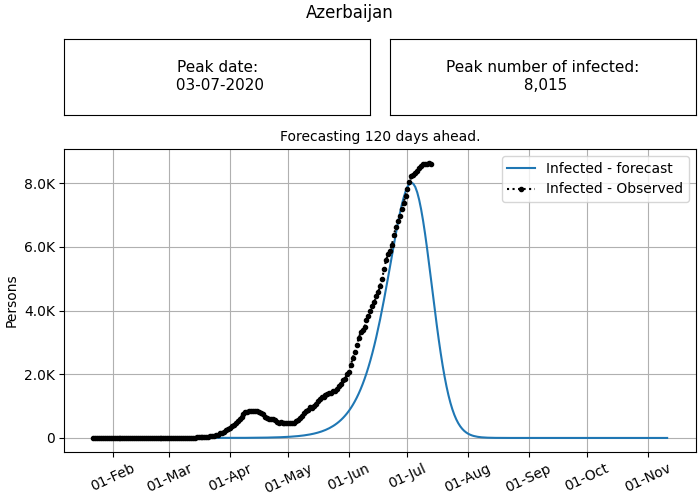 Azerbaijan
Peak date:
03-07-2020
Peak number of infected:
8,015
Forecasting 120 days ahead.
Infected - forecast
Infected - Observed
8.0K
6.0K
4.0K
2.0K
0
Persons
01-Feb
01-Mar
01-Apr
01-May
01-Jun
01-Jul
01-Aug
01-Sep
01-Oct
01-Nov